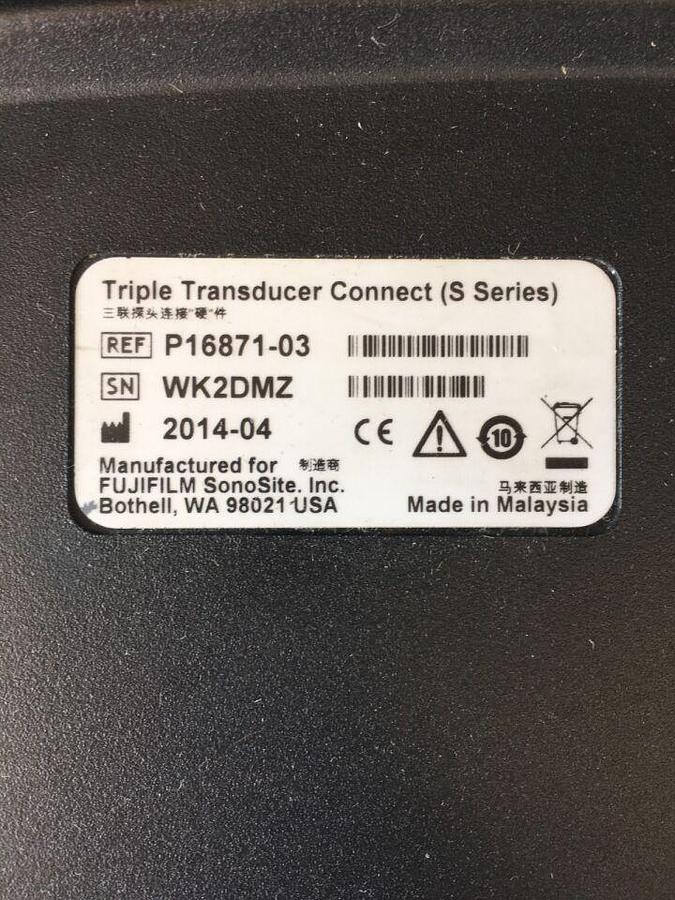 Triple Transducer Connect (S Series)
三联探头连接"硬"件
REF P16871-03
SN WK2DMZ
2014-04
CE 10
Manufactured for 制造商
FUJIFILM SonoSite. Inc.
Bothell, WA 98021 USA
马来西亚制造
Made in Malaysia